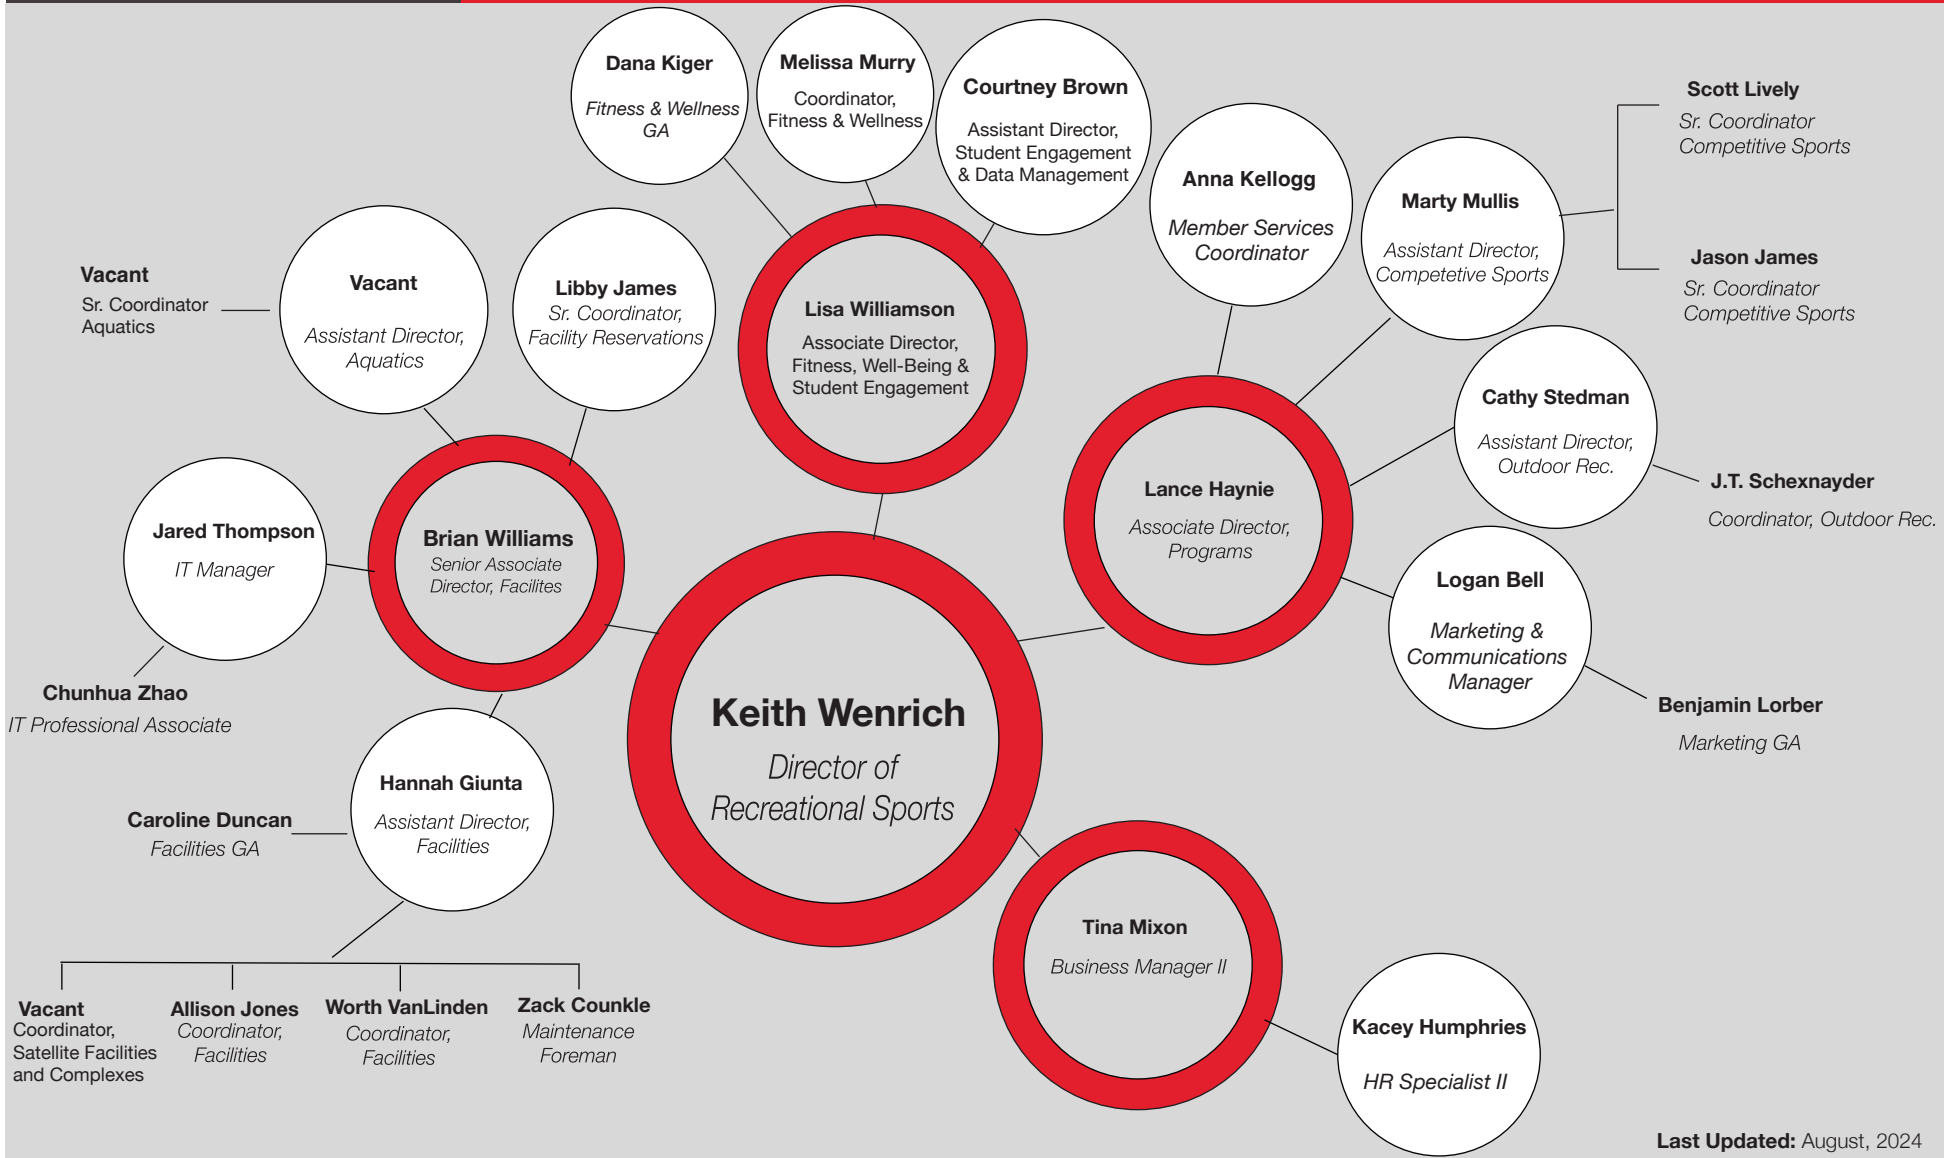 Dana Kiger
Fitness & Wellness
GA
Melissa Murry
Coordinator,
Fitness & Wellness
Courtney Brown
Assistant Director,
Student Engagement
& Data Management
Anna Kellogg
Member Services
Coordinator
Marty Mullis
Assistant Director,
Competetive Sports
Scott Lively
Sr. Coordinator
Competitive Sports
Jason James
Sr. Coordinator
Competitive Sports
Vacant
Sr. Coordinator
Aquatics
Vacant
Assistant Director,
Aquatics
Libby James
Sr. Coordinator,
Facility Reservations
Lisa Williamson
Associate Director,
Fitness, Well-Being &
Student Engagement
Cathy Stedman
Assistant Director,
Outdoor Rec.
J.T. Schexnayder
Coordinator, Outdoor Rec.
Lance Haynie
Associate Director,
Programs
Jared Thompson
IT Manager
Brian Williams
Senior Associate
Director, Facilites
Logan Bell
Marketing &
Communications
Manager
Benjamin Lorber
Marketing GA
Chunhua Zhao
IT Professional Associate
Keith Wenrich
Director of
Recreational Sports
Hannah Giunta
Assistant Director,
Facilities
Caroline Duncan
Facilities GA
Tina Mixon
Business Manager II
Kacey Humphries
HR Specialist II
Vacant
Coordinator,
Satellite Facilities
and Complexes
Allison Jones
Coordinator,
Facilities
Worth VanLinden
Coordinator,
Facilities
Zack Counkle
Maintenance
Foreman
Last Updated: August, 2024